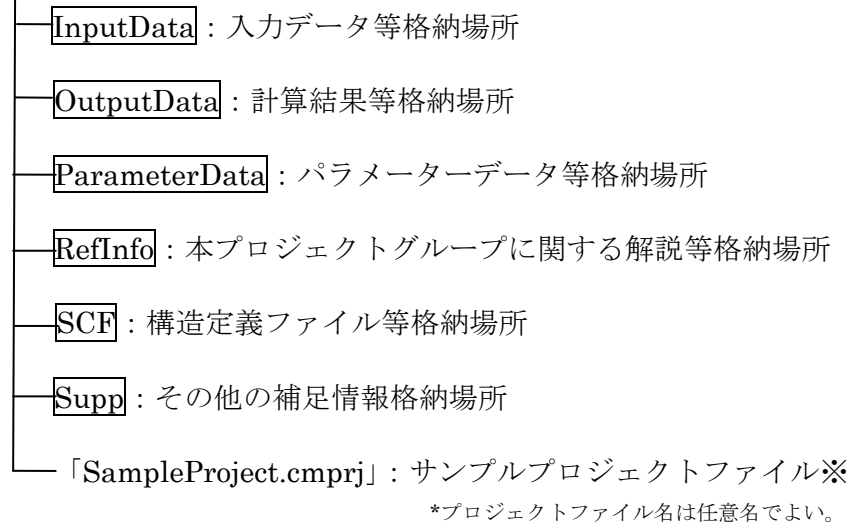 InputData：入力データ等格納場所
OutputData：計算結果等格納場所
ParameterData：パラメーターデータ等格納場所
RefInfo：本プロジェクトグループに関する解説等格納場所
SCF：構造定義ファイル等格納場所
Supp：その他の補足情報格納場所
「SampleProject.cmprj」：サンプルプロジェクトファイル※
*プロジェクトファイル名は任意名でよい。